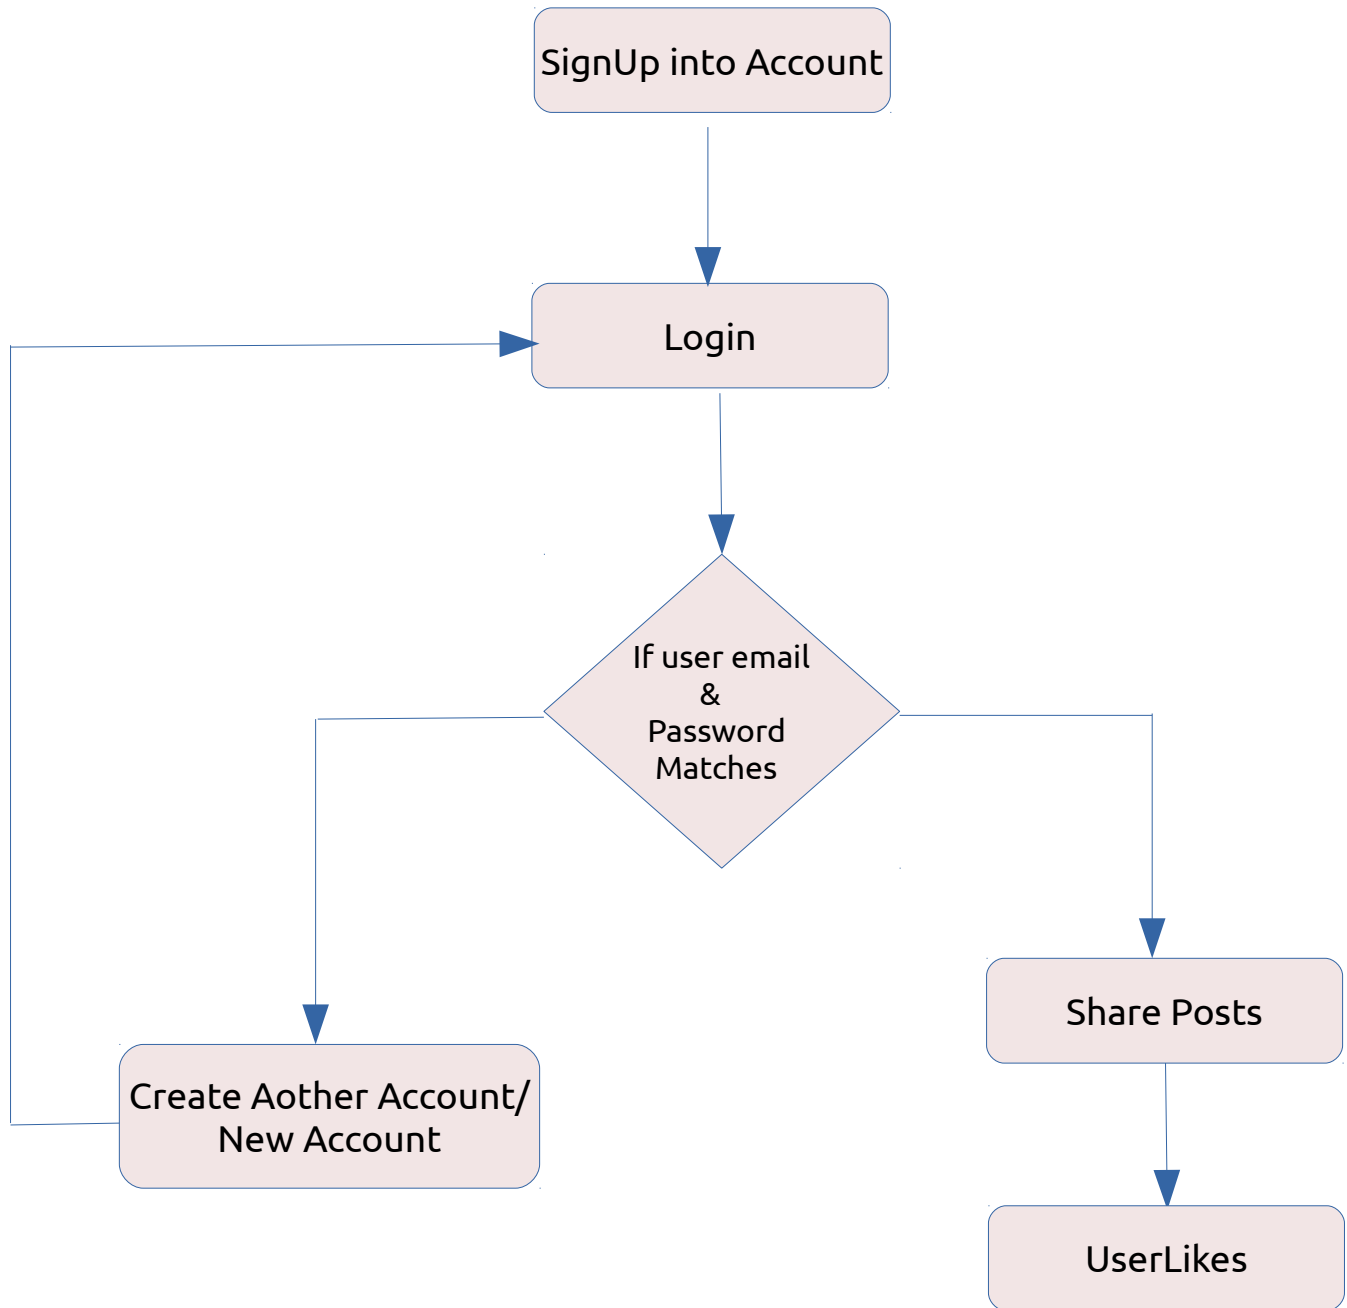 SignUp into Account
Login
If user email
&
Password
Matches
Share Posts
Create Aother Account/
New Account
UserLikes